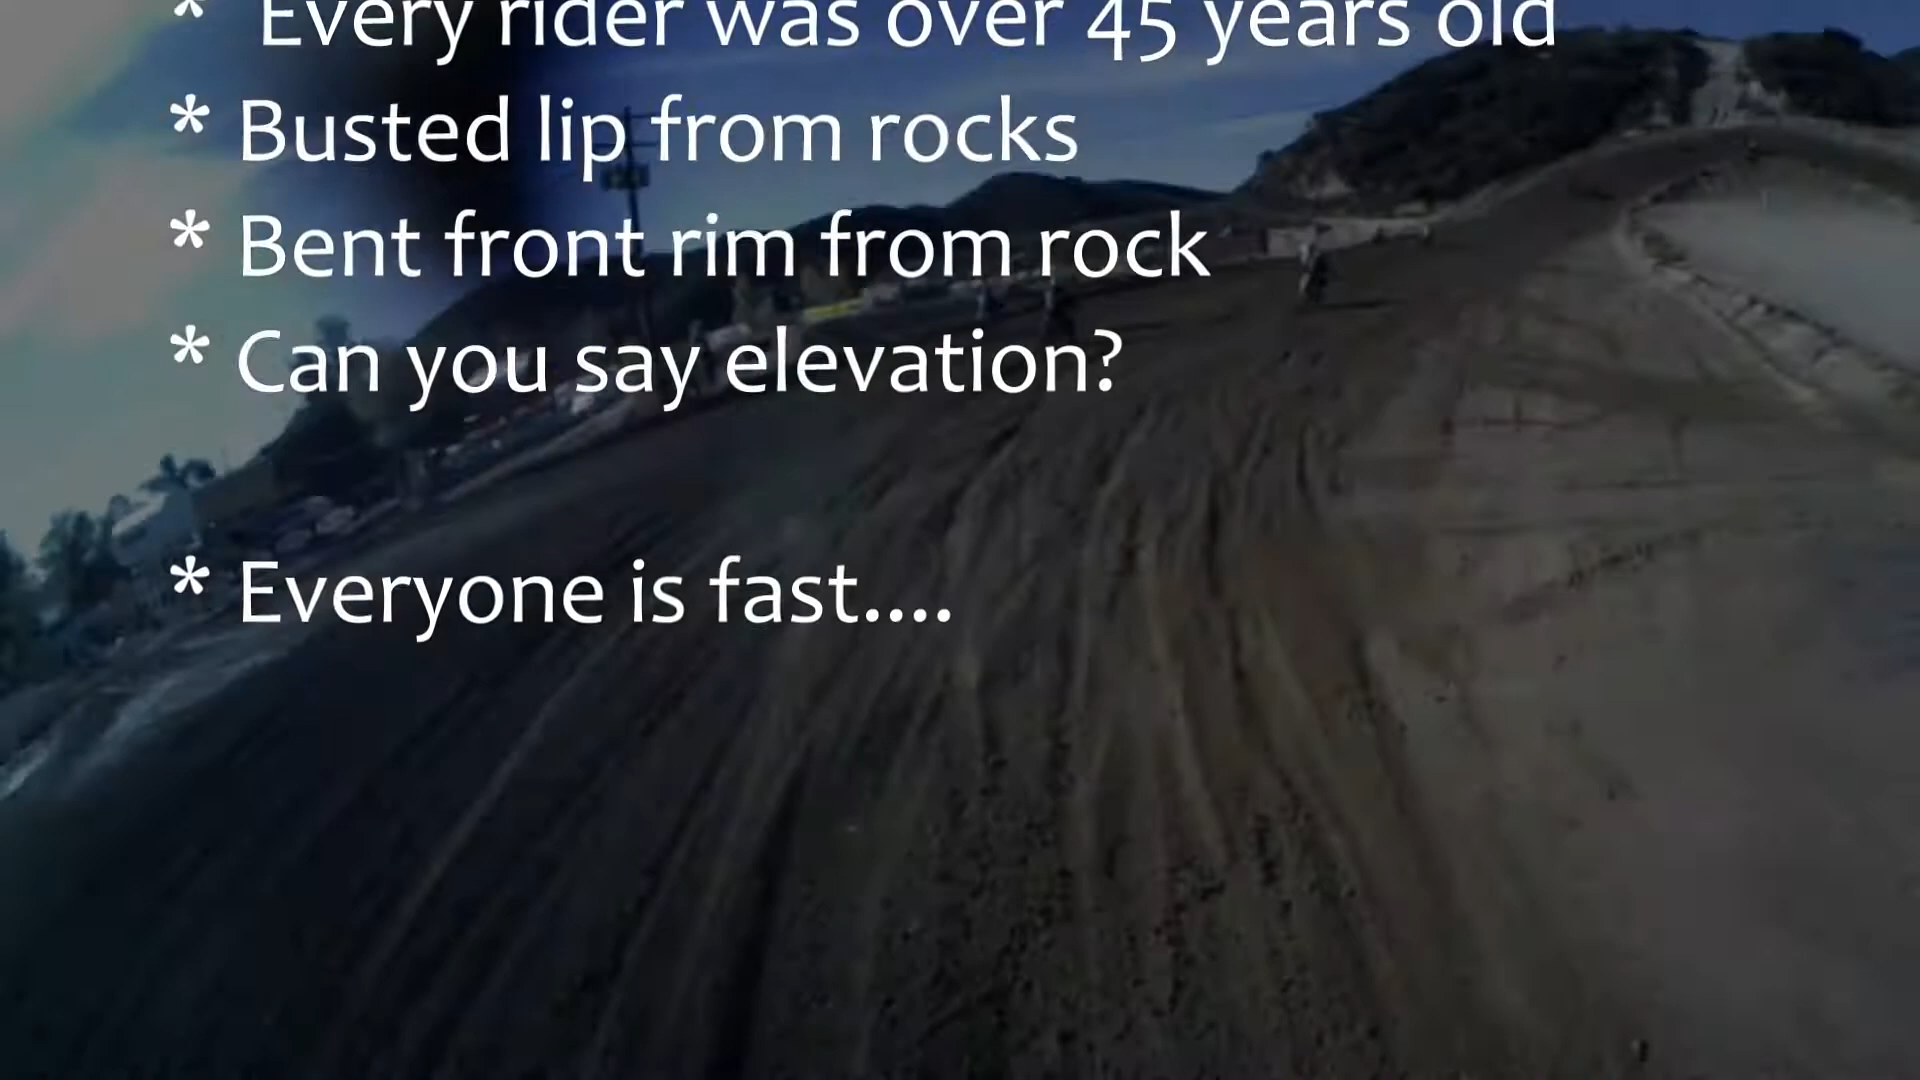 * Every rider was over 45 years old
* Busted lip from rocks
* Bent front rim from rock
* Can you say elevation?
* Everyone is fast....